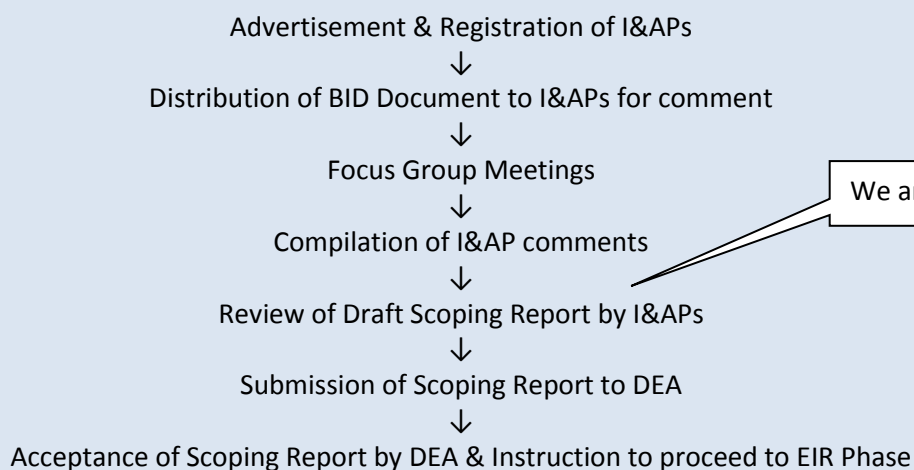 Advertisement & Registration of I&APs
↓
Distribution of BID Document to I&APs for comment
↓
Focus Group Meetings
↓
We a
Compilation of I&AP comments
↓
Review of Draft Scoping Report by I&APs
↓
Submission of Scoping Report to DEA
↓
Acceptance of Scoping Report by DEA & Instruction to proceed to EIR Phase